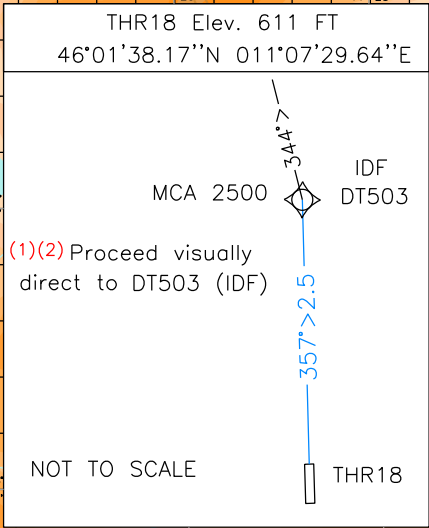 THR18 Elev. 611 FT
46°01'38.17''N 011°07'29.64''E
344°>
IDF
MCA 2500
DT503
(1)(2) Proceed visually
direct to DT503 (IDF)
357°>2.5
NOT TO SCALE
THR18